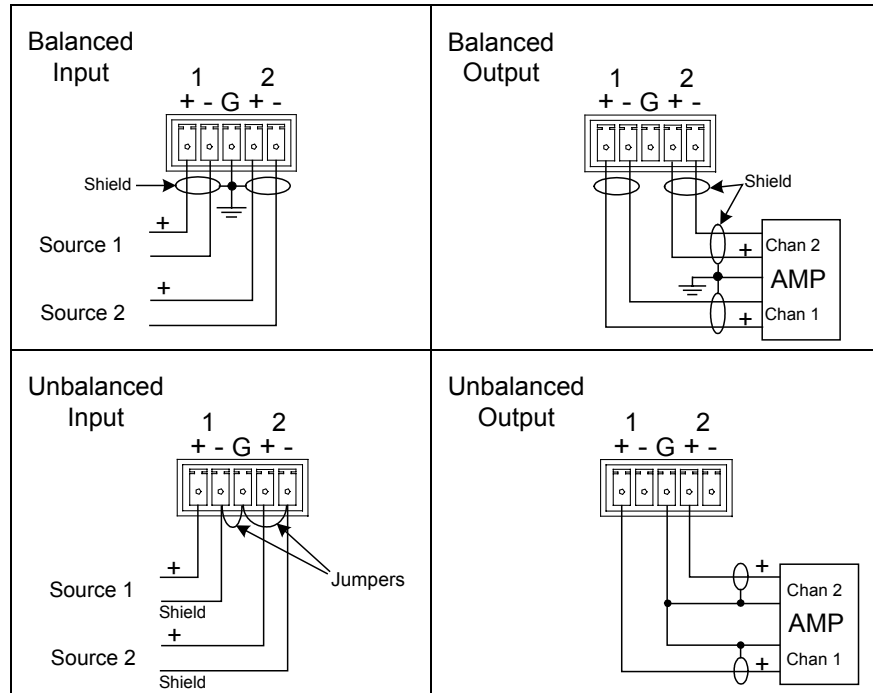 Balanced
Input
1 2
+ - G + -
Shield
+
Source 1
+
Source 2
Balanced
Output
1 2
+ - G + -
Shield
Chan 2
+
AMP
Chan 1
+
Unbalanced
Input
1 2
+ - G + -
Jumpers
+
Source 1
Shield
+
Source 2
Shield
Unbalanced
Output
1 2
+ - G + -
+
Chan 2
AMP
+ Chan 1